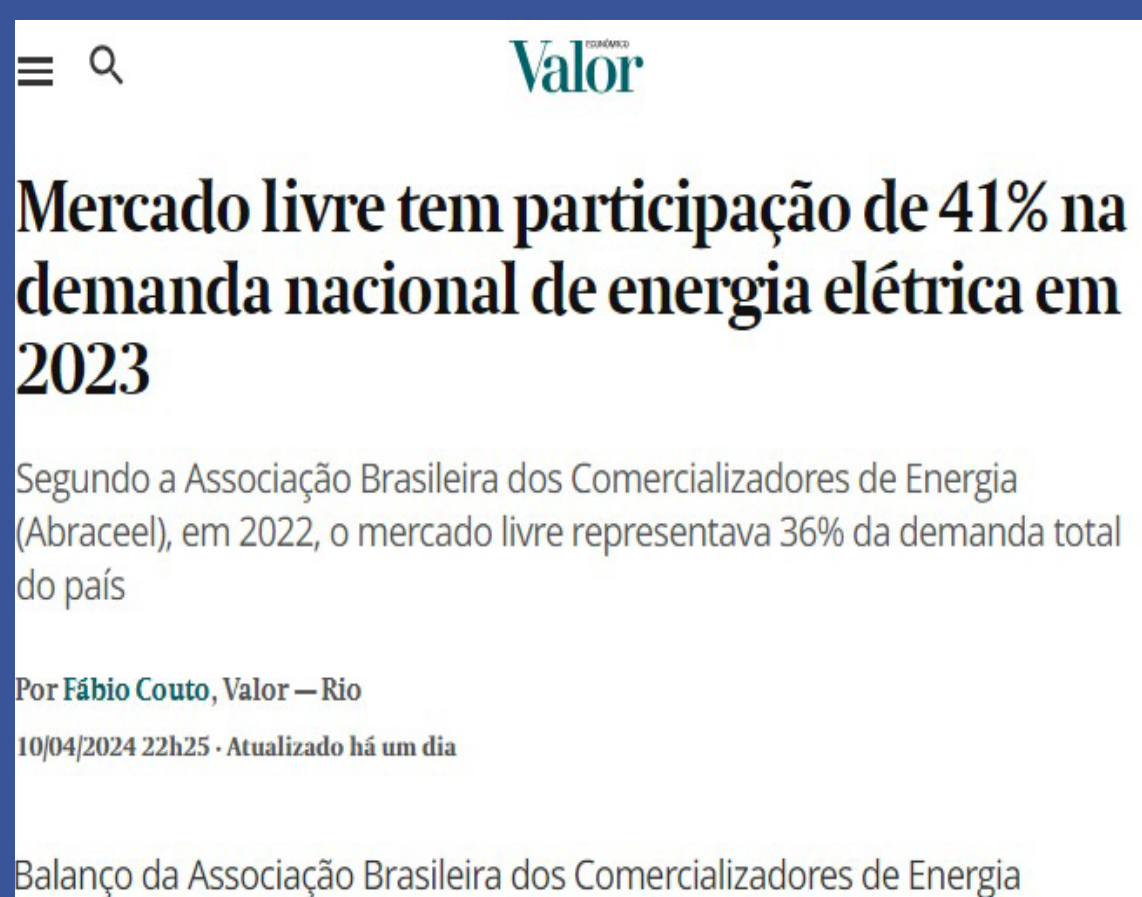 ECONÔMICO
Valor
Mercado livre tem participação de 41% na
demanda nacional de energia elétrica em
2023
Segundo a Associação Brasileira dos Comercializadores de Energia
(Abraceel), em 2022, o mercado livre representava 36% da demanda total
do país
Por Fábio Couto, Valor — Rio
10/04/2024 22h25 · Atualizado há um dia
Balanço da Associação Brasileira dos Comercializadores de Energia